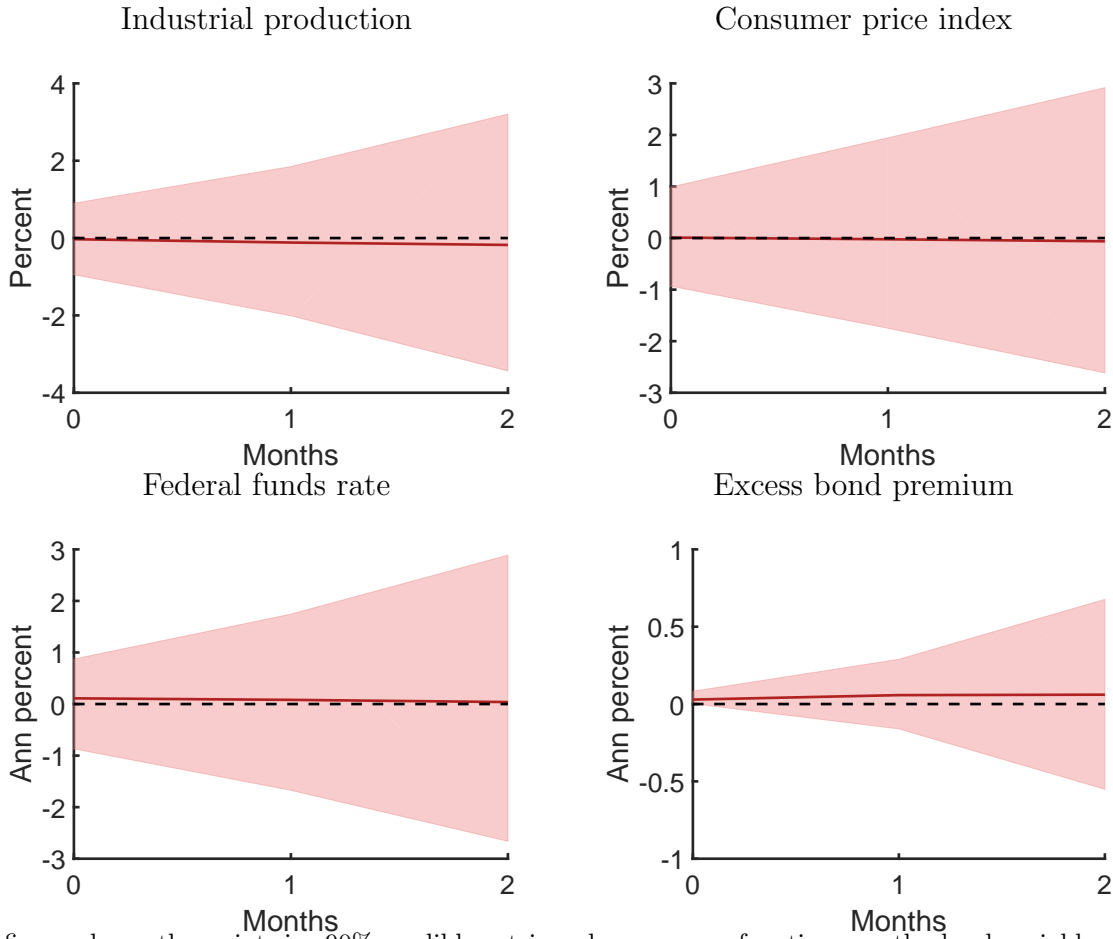 Industrial production
Consumer price index
4
2
0
-2
-4
Percent
0 1 2
Months
3
2
1
0
-1
-2
-3
Percent
0 1 2
Months
Federal funds rate
Excess bond premium
3
2
1
0
-1
-2
-3
Ann percent
0 1 2
Months
1
0.5
0
-0.5
-1
Ann percent
0 1 2
Months